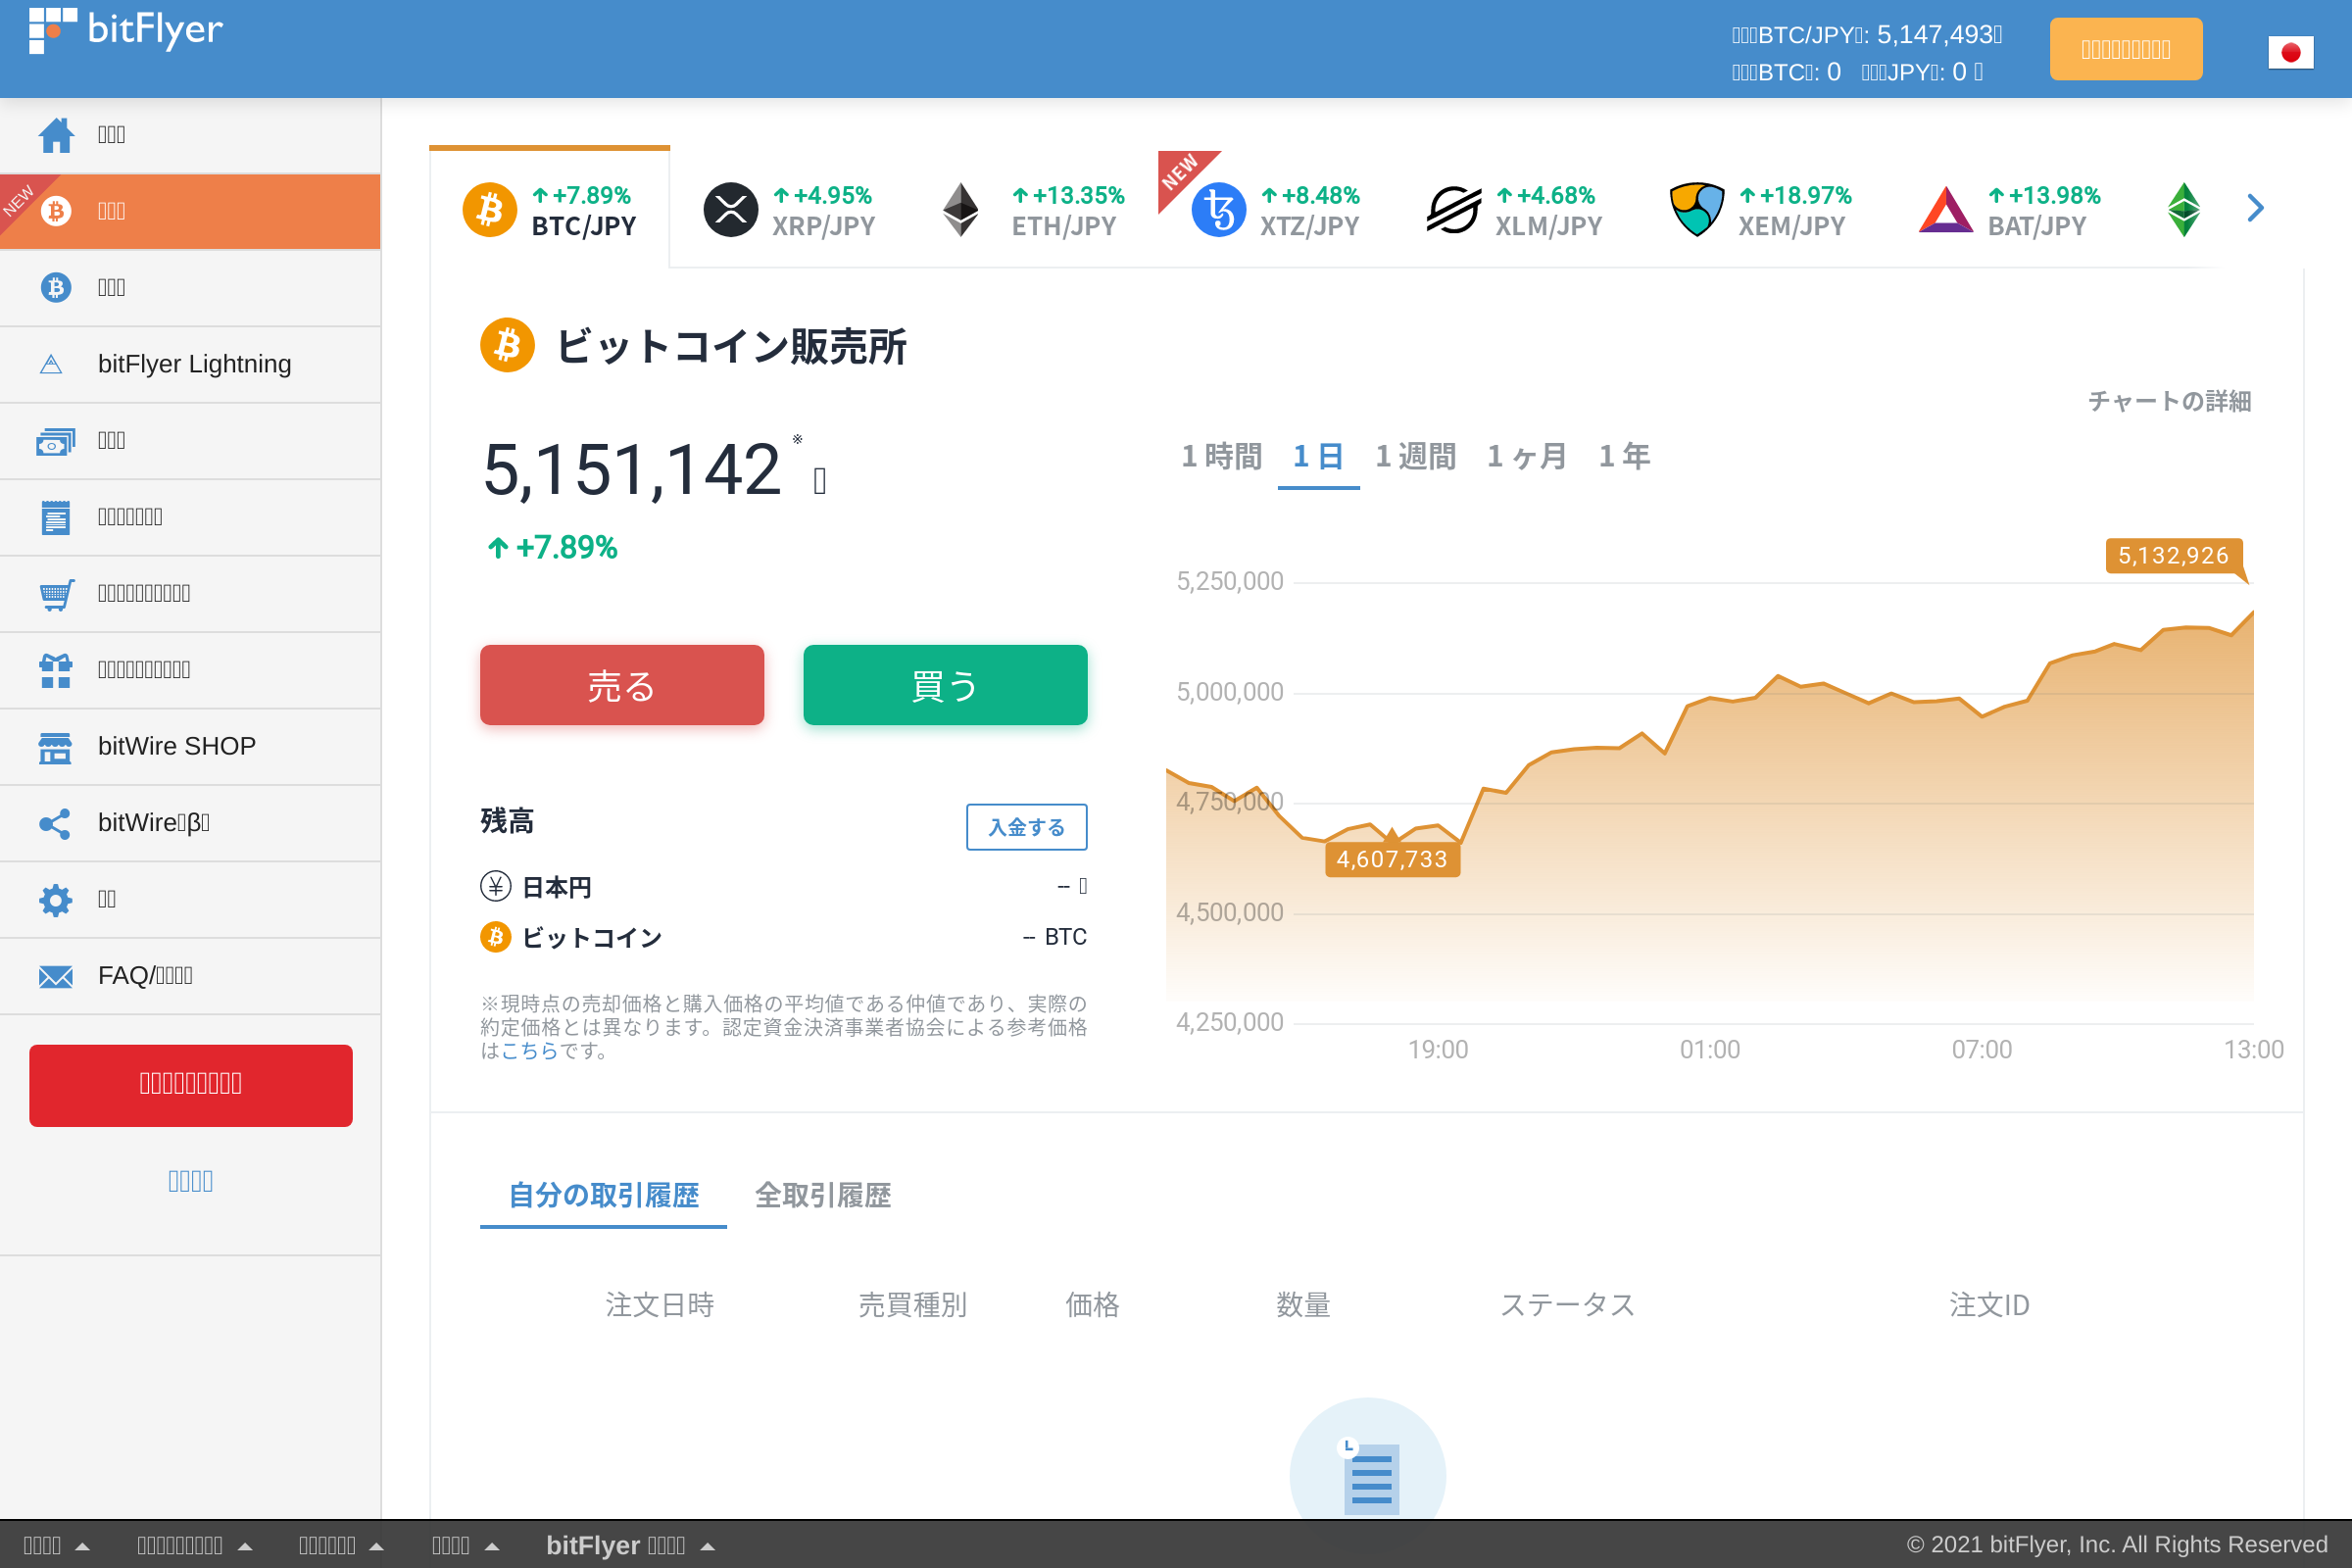 bitFlyer
BTC/JPY : 5,147,493
BTC : 0 JPY : 0
NEW
bitFlyer Lightning
bitWire SHOP
bitWire β
FAQ/
+7.89%
BTC/JPY
+4.95%
XRP/JPY
+13.35%
ETH/JPY
NEW
+8.48%
XTZ/JPY
+4.68%
XLM/JPY
+18.97%
XEM/JPY
+13.98%
BAT/JPY
ビットコイン販売所
5,151,142 ※
+7.89%
売る 買う
残高 入金する
日本円 --
ビットコイン -- BTC
※現時点の売却価格と購入価格の平均値である仲値であり、実際の
約定価格とは異なります。認定資金決済事業者協会による参考価格
はこちらです。
チャートの詳細
1 時間 1 日 1 週間 1 ヶ月 1 年
5,132,926
5,250,000
5,000,000
4,750,000
4,607,733
4,500,000
4,250,000
19:00 01:00 07:00 13:00
自分の取引履歴 全取引履歴
注文日時 売買種別 価格 数量 ステータス 注文ID
bitFlyer
© 2021 bitFlyer, Inc. All Rights Reserved